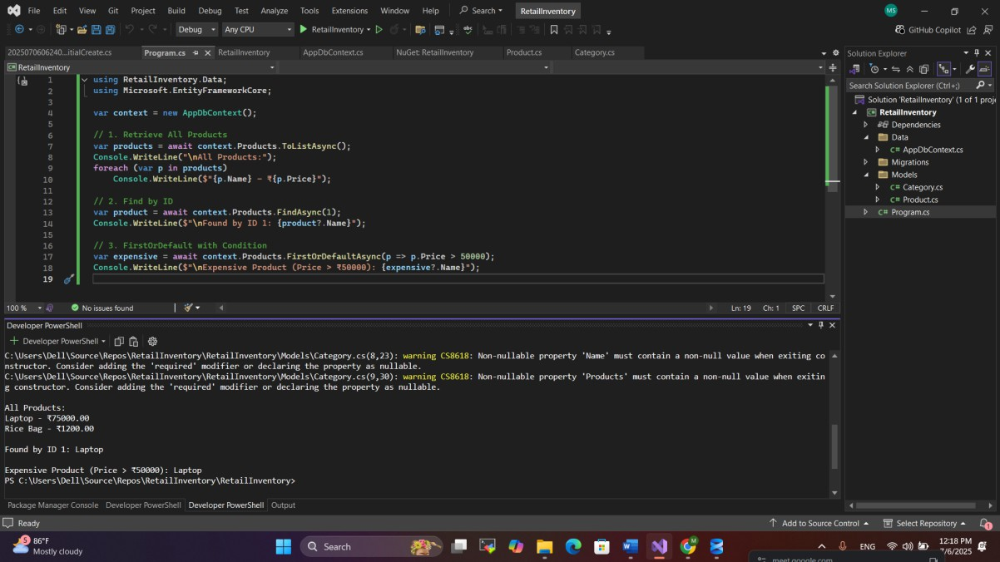 File Edit View Git Project Build Debug Test Analyze Tools Extensions Window Help Search RetailInventory MS
Debug Any CPU RetailInventory GitHub Copilot
2025070606240...itialCreate.cs Program.cs RetailInventory AppDbContext.cs NuGet: RetailInventory Product.cs Category.cs
RetailInventory
1 using RetailInventory.Data;
2 using Microsoft.EntityFrameworkCore;
3
4 var context = new AppDbContext();
5
6 // 1. Retrieve All Products
7 var products = await context.Products.ToListAsync();
8 Console.WriteLine("\nAll Products:");
9 foreach (var p in products)
10 Console.WriteLine($"{p.Name} - ₹{p.Price}");
11
12 // 2. Find by ID
13 var product = await context.Products.FindAsync(1);
14 Console.WriteLine($"\nFound by ID 1: {product?.Name}");
15
16 // 3. FirstOrDefault with Condition
17 var expensive = await context.Products.FirstOrDefaultAsync(p => p.Price > 50000);
18 Console.WriteLine($"\nExpensive Product (Price > ₹50000): {expensive?.Name}");
19
100 % No issues found Ln: 19 Ch: 1 SPC CRLF
Developer PowerShell
Developer PowerShell
C:\Users\Dell\Source\Repos\RetailInventory\RetailInventory\Models\Category.cs(8,23): warning CS8618: Non-nullable property 'Name' must contain a non-null value when exiting co
nstructor. Consider adding the 'required' modifier or declaring the property as nullable.
C:\Users\Dell\Source\Repos\RetailInventory\RetailInventory\Models\Category.cs(9,30): warning CS8618: Non-nullable property 'Products' must contain a non-null value when exitin
g constructor. Consider adding the 'required' modifier or declaring the property as nullable.
All Products:
Laptop - ₹75000.00
Rice Bag - ₹1200.00
Found by ID 1: Laptop
Expensive Product (Price > ₹50000): Laptop
PS C:\Users\Dell\Source\Repos\RetailInventory\RetailInventory>
Package Manager Console Developer PowerShell Developer PowerShell Output
Solution Explorer
Search Solution Explorer (Ctrl+;)
Solution 'RetailInventory' (1 of 1 proje
RetailInventory
Dependencies
Data
C# AppDbContext.cs
Migrations
Models
C# Category.cs
C# Product.cs
C# Program.cs
Ready Add to Source Control Select Repository 1
5 86°F
Mostly cloudy
Search
ENG
12:18 PM
7/6/2025
meet.google.com